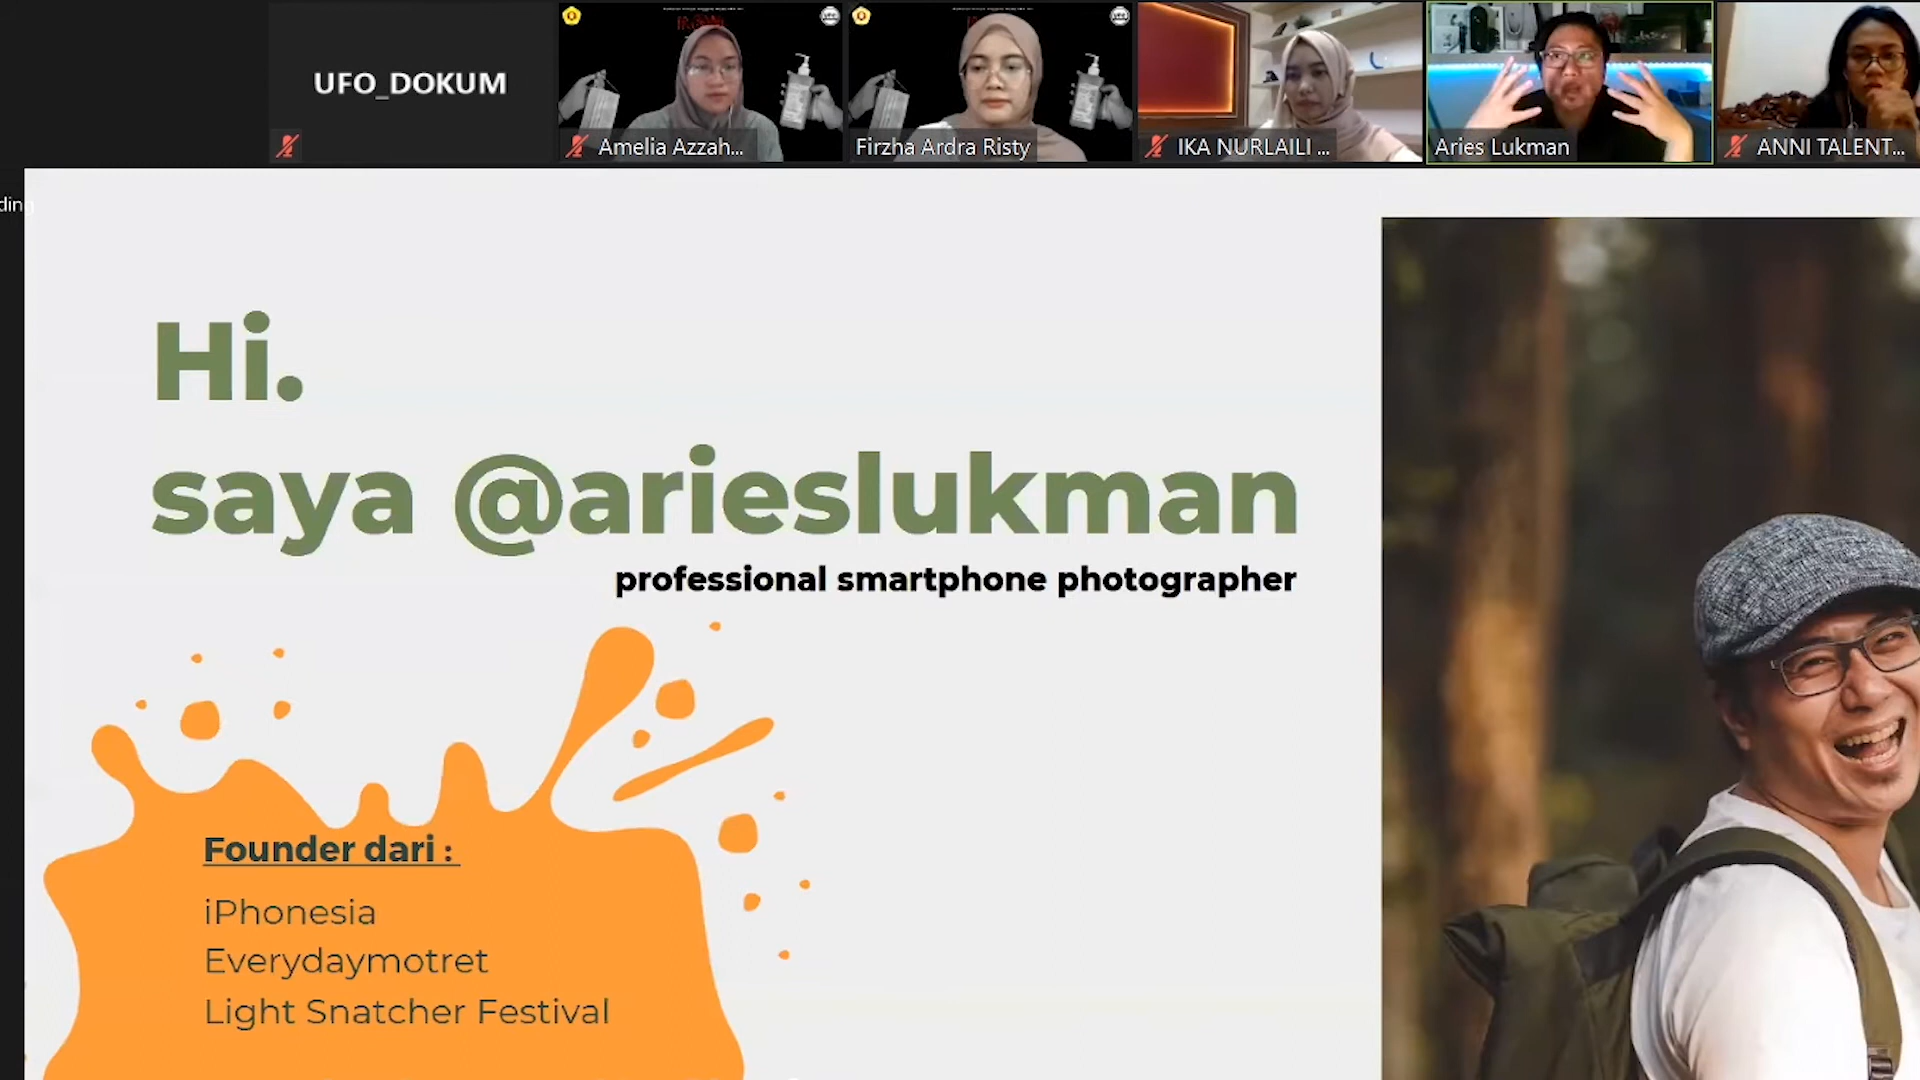 UFO_DOKUM
Amelia Azzah...
Firzha Ardra Risty
IKA NURLAILI ...
Aries Lukman
ANNI TALENT...
ding
Hi.
saya @arieslukman
professional smartphone photographer
Founder dari :
iPhonesia
Everydaymotret
Light Snatcher Festival